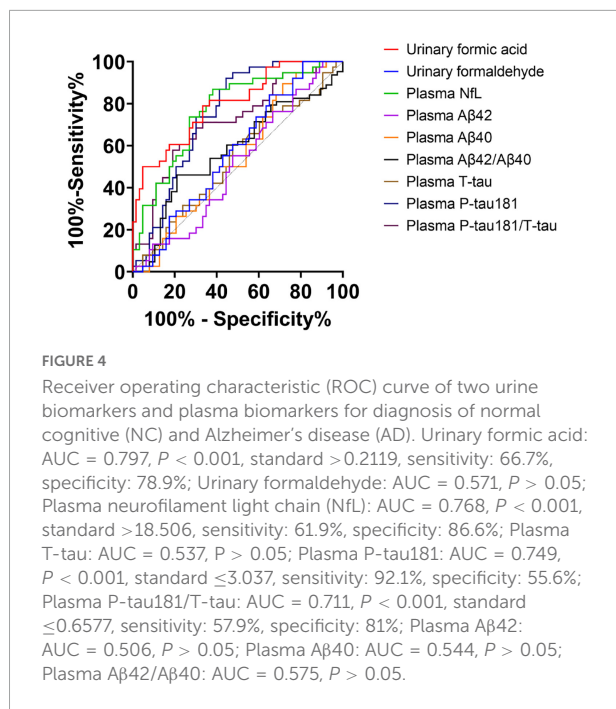 100%-Sensitivity%
100
80
60
40
20
0
0 20 40 60 80 100
100% - Specificity%
Urinary formic acid
Urinary formaldehyde
Plasma NfL
Plasma Aβ42
Plasma Aβ40
Plasma Aβ42/Aβ40
Plasma T-tau
Plasma P-tau181
Plasma P-tau181/T-tau
FIGURE 4
Receiver operating characteristic (ROC) curve of two urine
biomarkers and plasma biomarkers for diagnosis of normal
cognitive (NC) and Alzheimer's disease (AD). Urinary formic acid:
AUC = 0.797, P < 0.001, standard >0.2119, sensitivity: 66.7%,
specificity: 78.9%; Urinary formaldehyde: AUC = 0.571, P > 0.05;
Plasma neurofilament light chain (NfL): AUC = 0.768, P < 0.001,
standard >18.506, sensitivity: 61.9%, specificity: 86.6%; Plasma
T-tau: AUC = 0.537, P > 0.05; Plasma P-tau181: AUC = 0.749,
P < 0.001, standard ≤3.037, sensitivity: 92.1%, specificity: 55.6%;
Plasma P-tau181/T-tau: AUC = 0.711, P < 0.001, standard
≤0.6577, sensitivity: 57.9%, specificity: 81%; Plasma Aβ42:
AUC = 0.506, P > 0.05; Plasma Aβ40: AUC = 0.544, P > 0.05;
Plasma Aβ42/Aβ40: AUC = 0.575, P > 0.05.